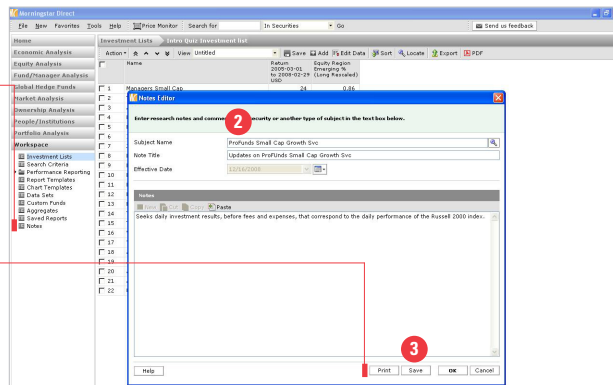 Morningstar Direct
File New Favorites Tools Help Price Monitor Search for In Securities Go Send us feedback
Home
Economic Analysis
Equity Analysis
Fund/Manager Analysis
Global Hedge Funds
Market Analysis
Ownership Analysis
People/Institutions
Portfolio Analysis
Workspace
Investment Lists
Search Criteria
Performance Reporting
Report Templates
Chart Templates
Data Sets
Custom Funds
Aggregates
Saved Reports
Notes
Investment Lists Intro Quiz Investment list
Action View Untitled Save Add Edit Data Sort Locate Export PDF
Name Return 2005-03-01 to 2008-02-29 USD Equity Region Emerging % (Long Rescaled)
1 Managers Small Cap 24 0.86
2
3
4
5
6
7
8
9
10
11
12
13
14
15
16
17
18
19
20
21
22
Notes Editor
Enter research notes and comme security or another type of subject in the text box below.
2
Subject Name ProFunds Small Cap Growth Svc
Note Title Updates on ProFUnds Small Cap Growth Svc
Effective Date 12/16/2008
Notes
New Cut Copy Paste
Seeks daily investment results, before fees and expenses, that correspond to the daily performance of the Russell 2000 index.
3
Help Print Save OK Cancel